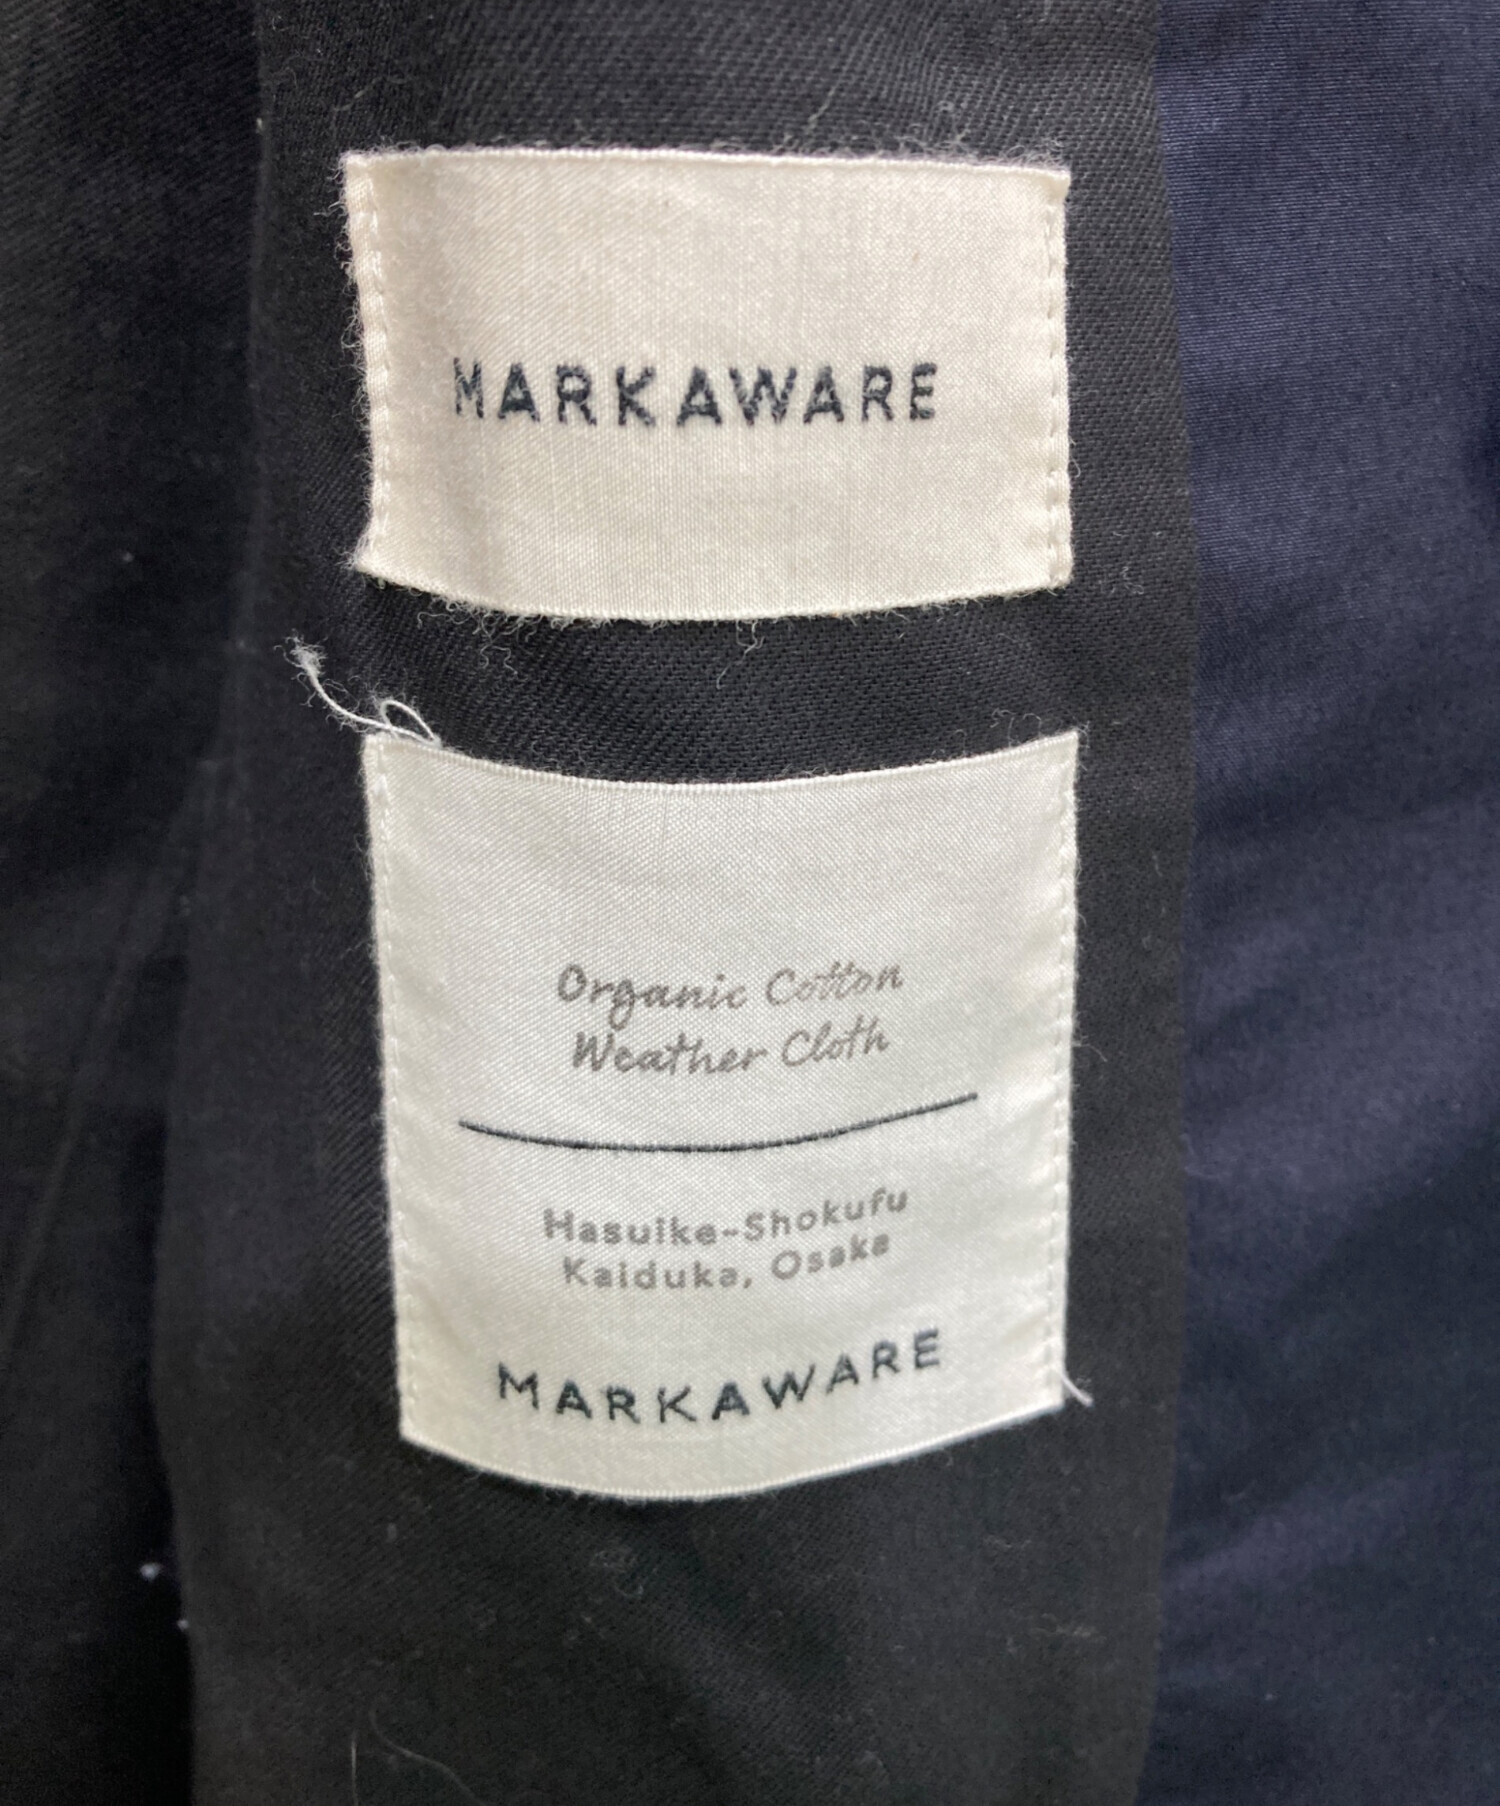 MARKAWARE
Organic Cotton
Weather Cloth
Hasuike-Shokufu
Kaiduka, Osaka
MARKAWARE